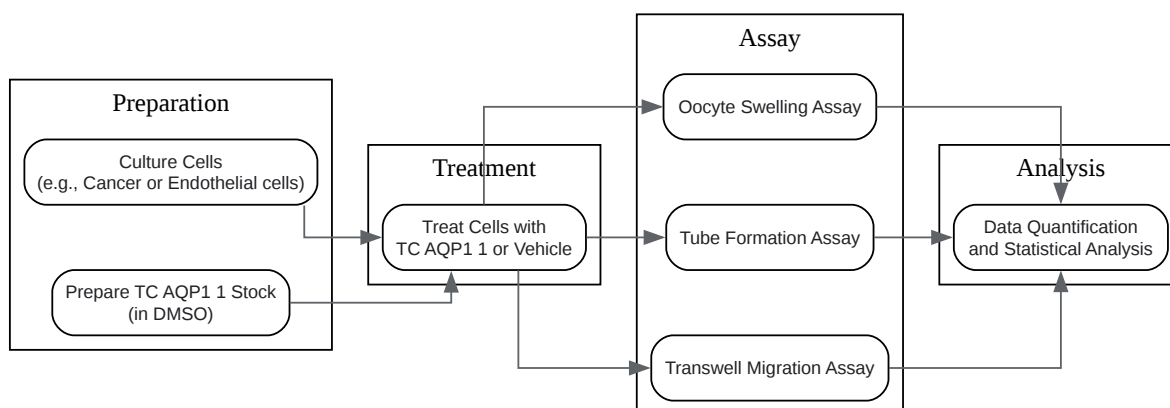 Preparation
Culture Cells
(e.g., Cancer or Endothelial cells)
Prepare TC AQP1 1 Stock
(in DMSO)
Treatment
Treat Cells with
TC AQP1 1 or Vehicle
Assay
Oocyte Swelling Assay
Tube Formation Assay
Transwell Migration Assay
Analysis
Data Quantification
and Statistical Analysis